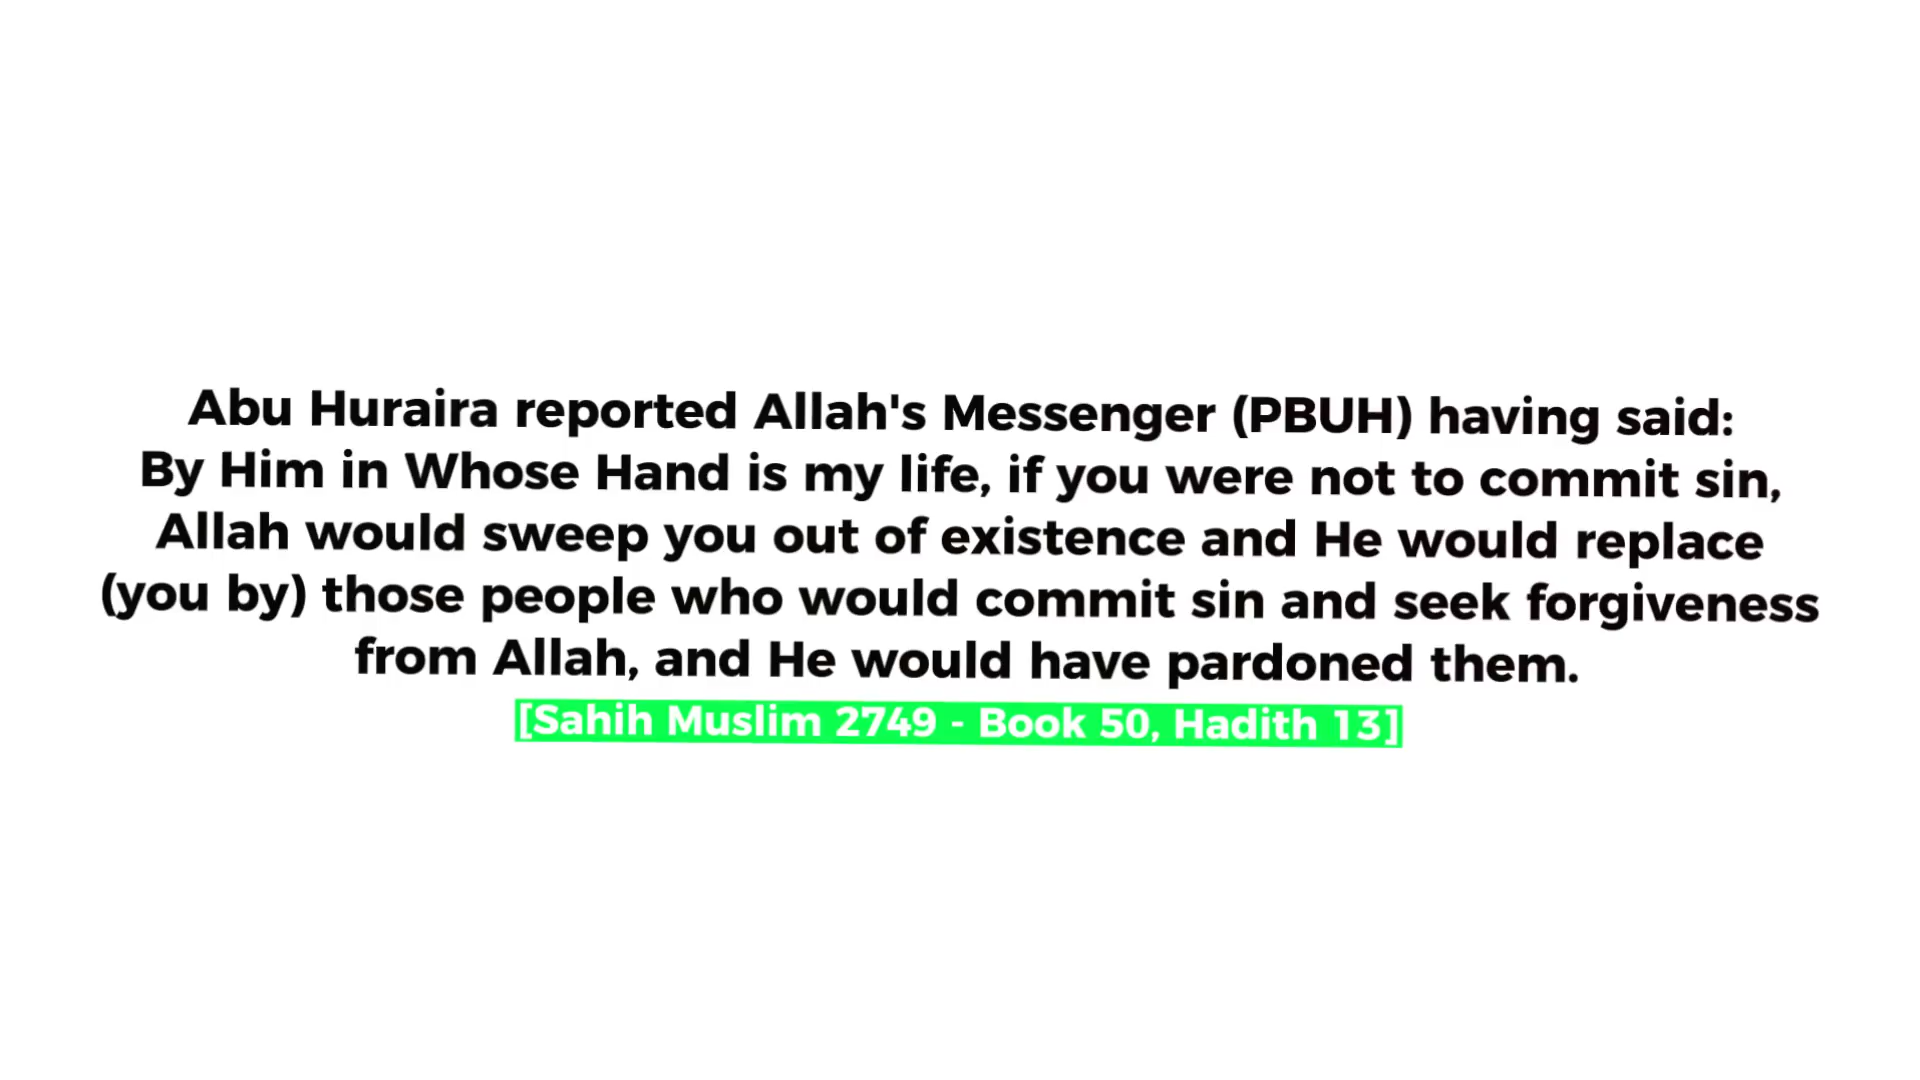 Abu Huraira reported Allah's Messenger (PBUH) having said:
By Him in Whose Hand is my life, if you were not to commit sin,
Allah would sweep you out of existence and He would replace
(you by) those people who would commit sin and seek forgiveness
from Allah, and He would have pardoned them.
[Sahih Muslim 2749 - Book 50, Hadith 13]